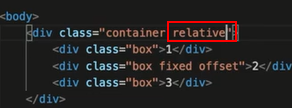 <body>
<div class="container relative">
<div class="box">1</div>
<div class="box fixed offset">2</div>
<div class="box">3</div>
</div>